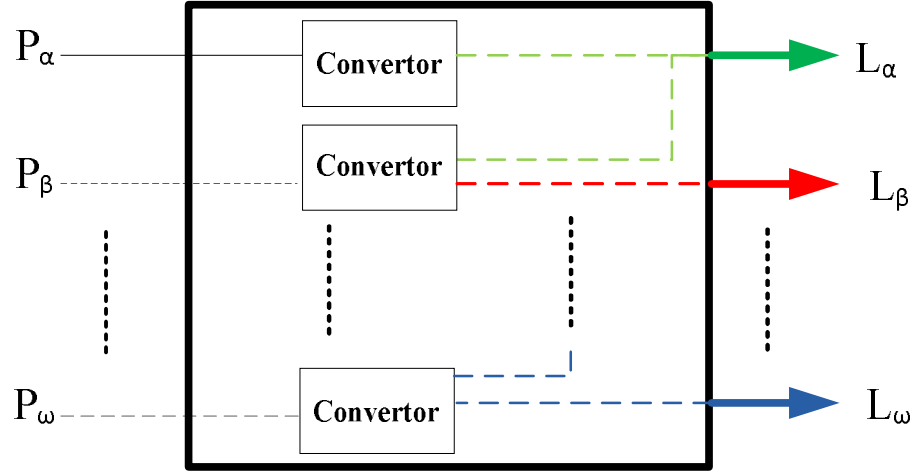 Pα Convertor Lα
Convertor
Pβ Lβ
Pω Convertor Lω